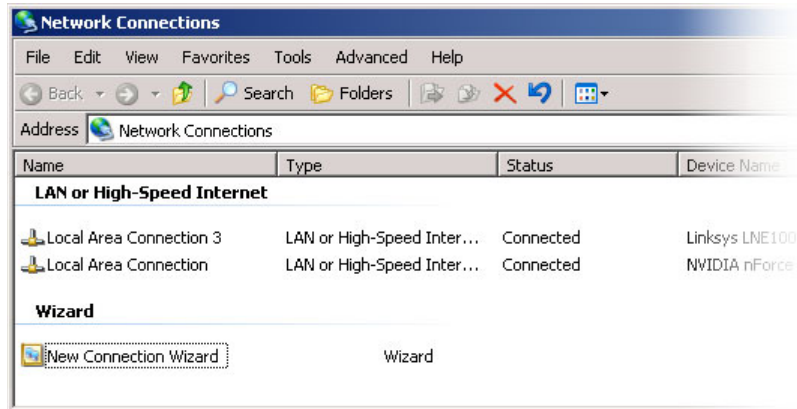 Network Connections
File Edit View Favorites Tools Advanced Help
Back Search Folders
Address Network Connections
Name Type Status Device Name
LAN or High-Speed Internet
Local Area Connection 3 LAN or High-Speed Inter... Connected Linksys LNE100
Local Area Connection LAN or High-Speed Inter... Connected NVIDIA nForce
Wizard
New Connection Wizard Wizard